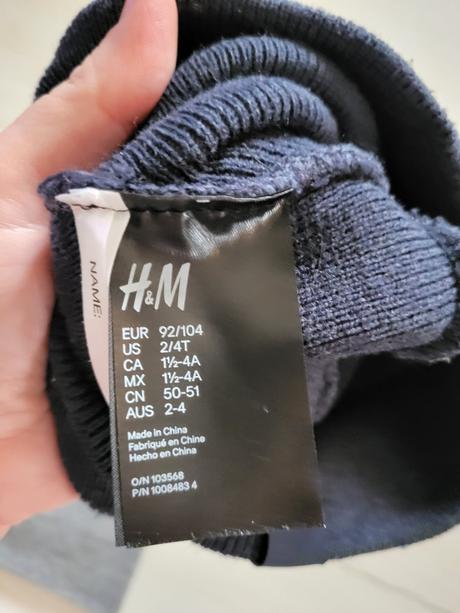 NAME:
H&M
EUR 92/104
US 2/4T
CA 1½-4A
MX 1½-4A
CN 50-51
AUS 2-4
Made in China
Fabriqué en Chine
Hecho en China
O/N 103568
P/N 1008483 4